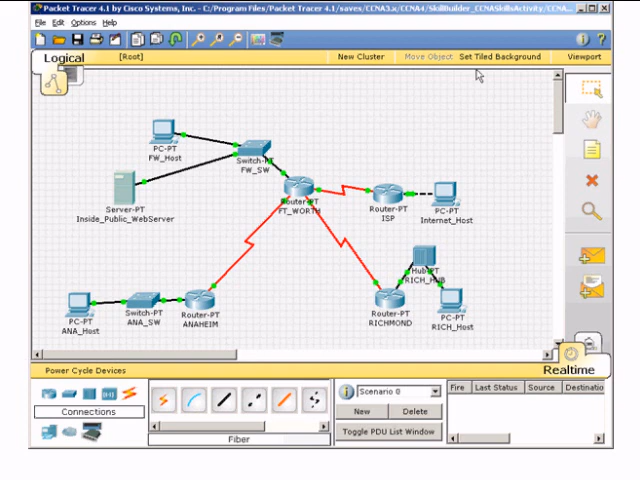 Packet Tracer 4.1 by Cisco Systems, Inc. - C:/Program Files/Packet Tracer 4.1/saves/CCNA3.x/CCNA4/SkillBuilder_CCNASkillsActivity/CCNA...
File Edit Options View Help
Logical [Root] New Cluster Move Object Set Tiled Background Viewport
PC-PT
FW_Host
Switch-PT
FW_SW
Server-PT
Inside_Public_WebServer
Router-PT
FT_WORTH
Router-PT
ISP
PC-PT
Internet_Host
Hub-PT
RICH_HUB
PC-PT
ANA_Host
Switch-PT
ANA_SW
Router-PT
ANAHEIM
Router-PT
RICHMOND
PC-PT
RICH_Host
Power Cycle Devices Realtime
Connections
Fiber
Scenario 0
New Delete
Toggle PDU List Window
Fire Last Status Source Destinatio